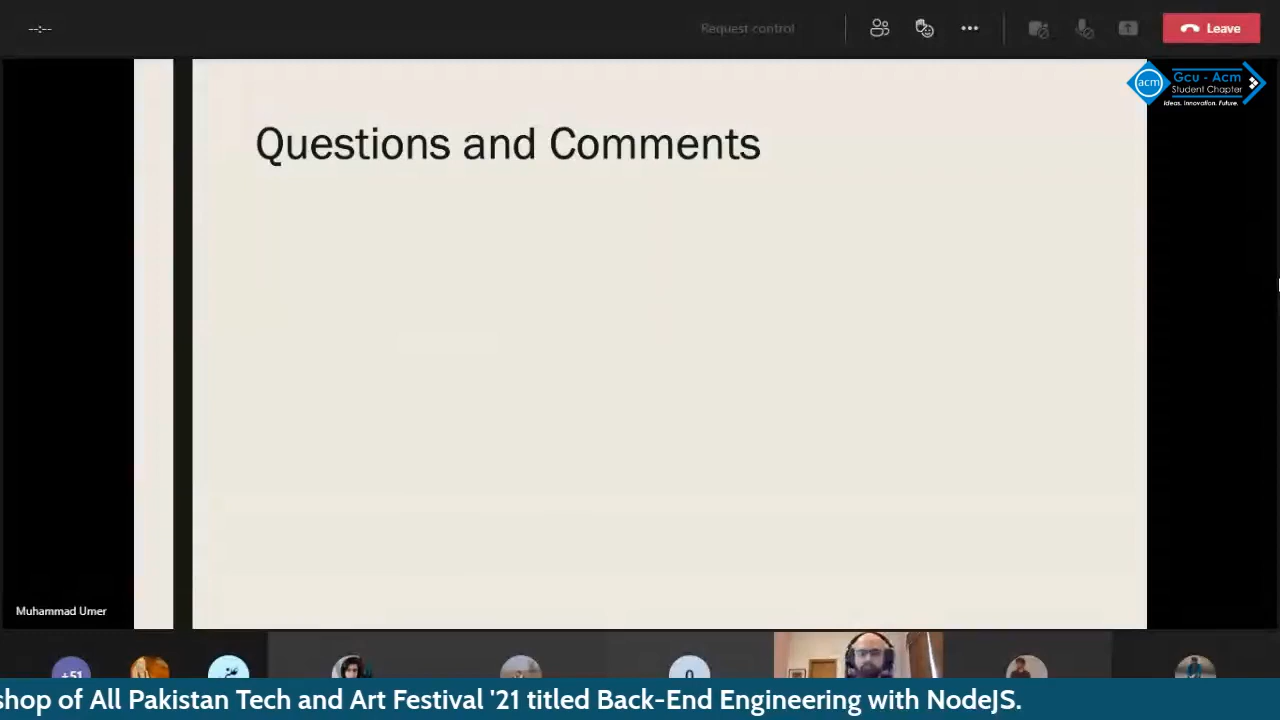 --:--
Request control
Leave
acm
Gcu - Acm
Student Chapter
Ideas. Innovation. Future.
Questions and Comments
Muhammad Umer
+51
shop of All Pakistan Tech and Art Festival '21 titled Back-End Engineering with NodeJS.